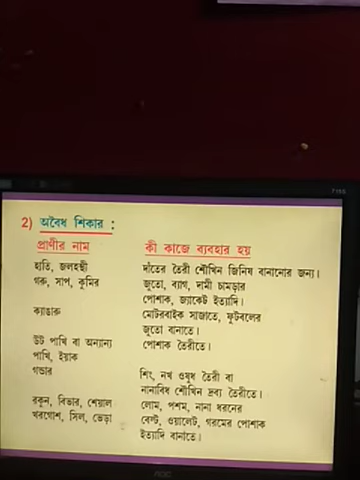 2) অবৈধ শিকার :
প্রাণীর নাম কী কাজে ব্যবহার হয়
হাতি, জলহস্থী দাঁতের তৈরী শৌখিন জিনিষ বানানোর জন্য।
গরু, সাপ, কুমির জুতো, ব্যাগ, দামী চামড়ার
পোশাক, জ্যাকেট ইত্যাদি।
ক্যাঙারু মোটরবাইক সাজাতে, ফুটবলের
জুতো বানাতে।
উট পাখি বা অন্যান্য পোশাক তৈরীতে।
পাখি, ইয়াক
গন্ডার শিং, নখ ওষুধ তৈরী বা
নানাবিধ শৌখিন দ্রব্য তৈরীতে।
রকুন, বিভার, শেয়াল লোম, পশম, নানা ধরনের
খরগোশ, সিল, ভেড়া বেল্ট, ওয়ালেট, গরমের পোশাক
ইত্যাদি বানাতে।